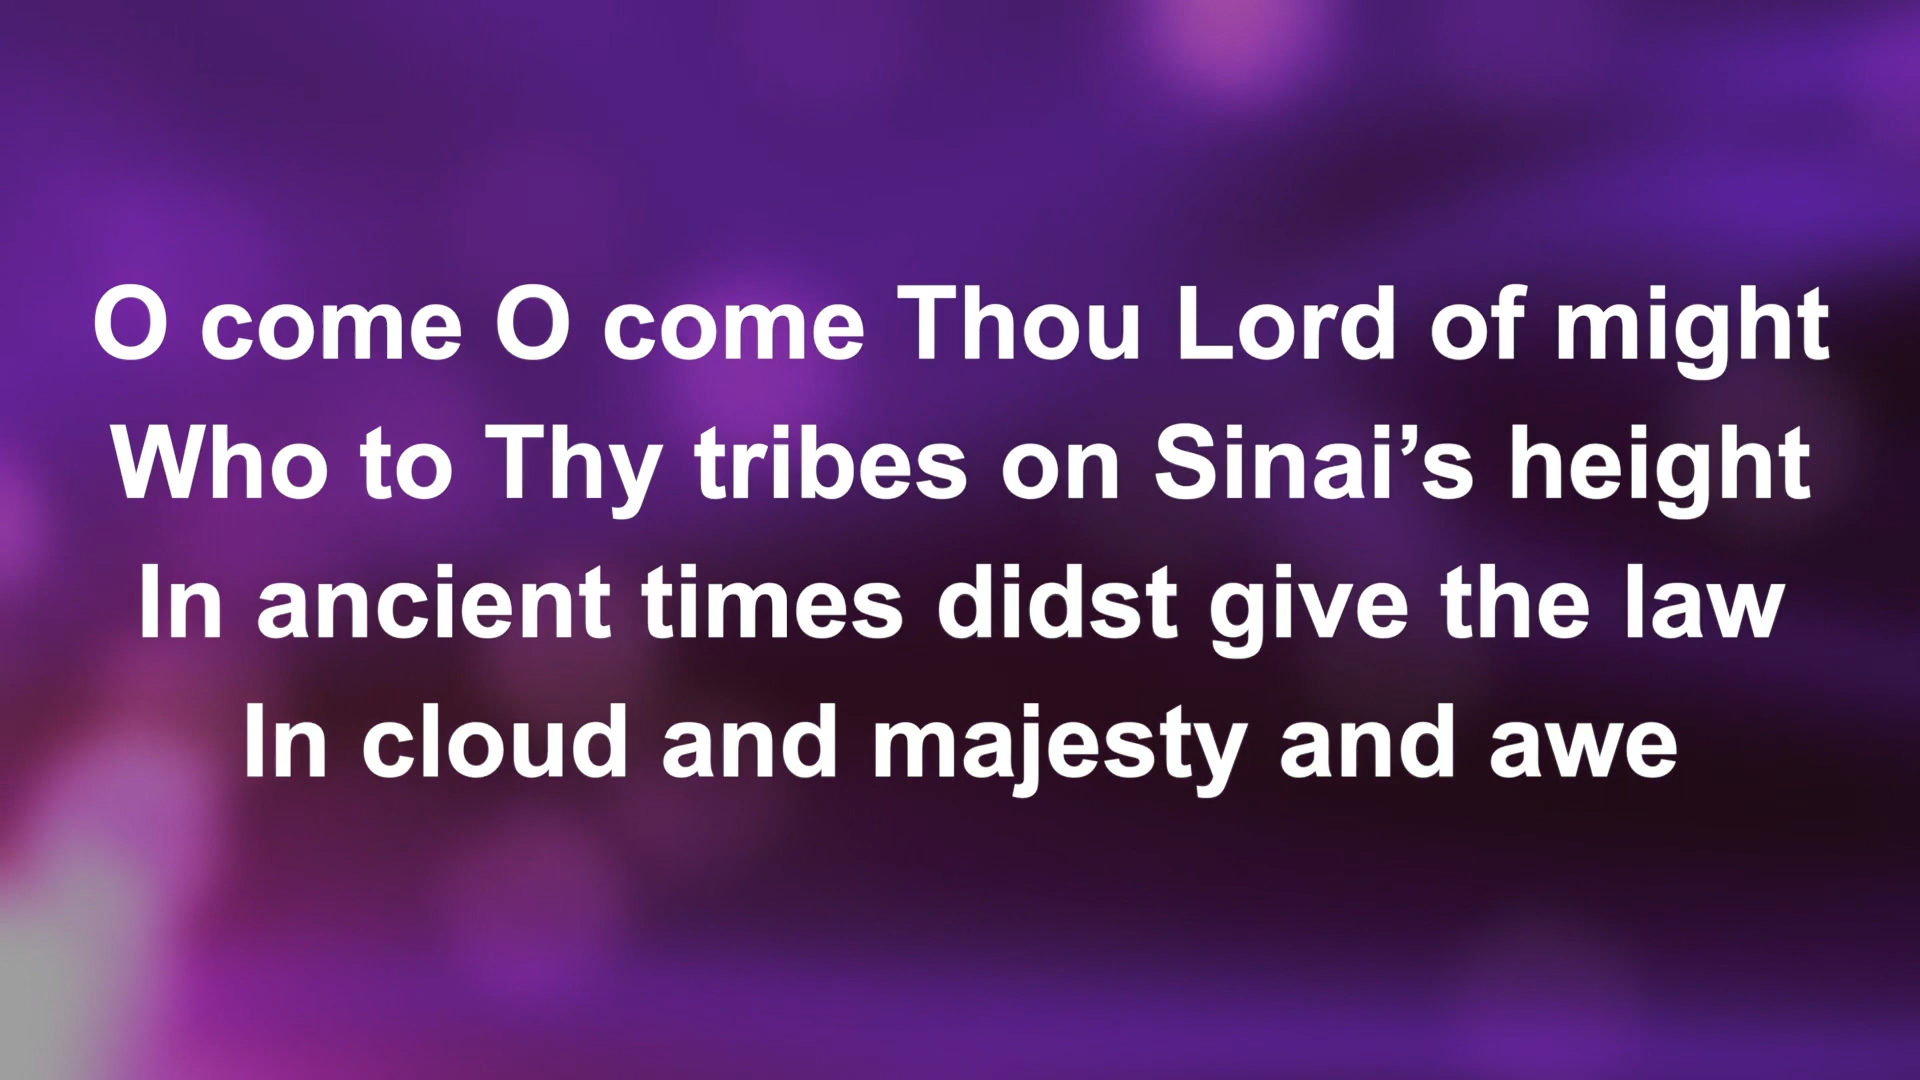 O come O come Thou Lord of might
Who to Thy tribes on Sinai’s height
In ancient times didst give the law
In cloud and majesty and awe